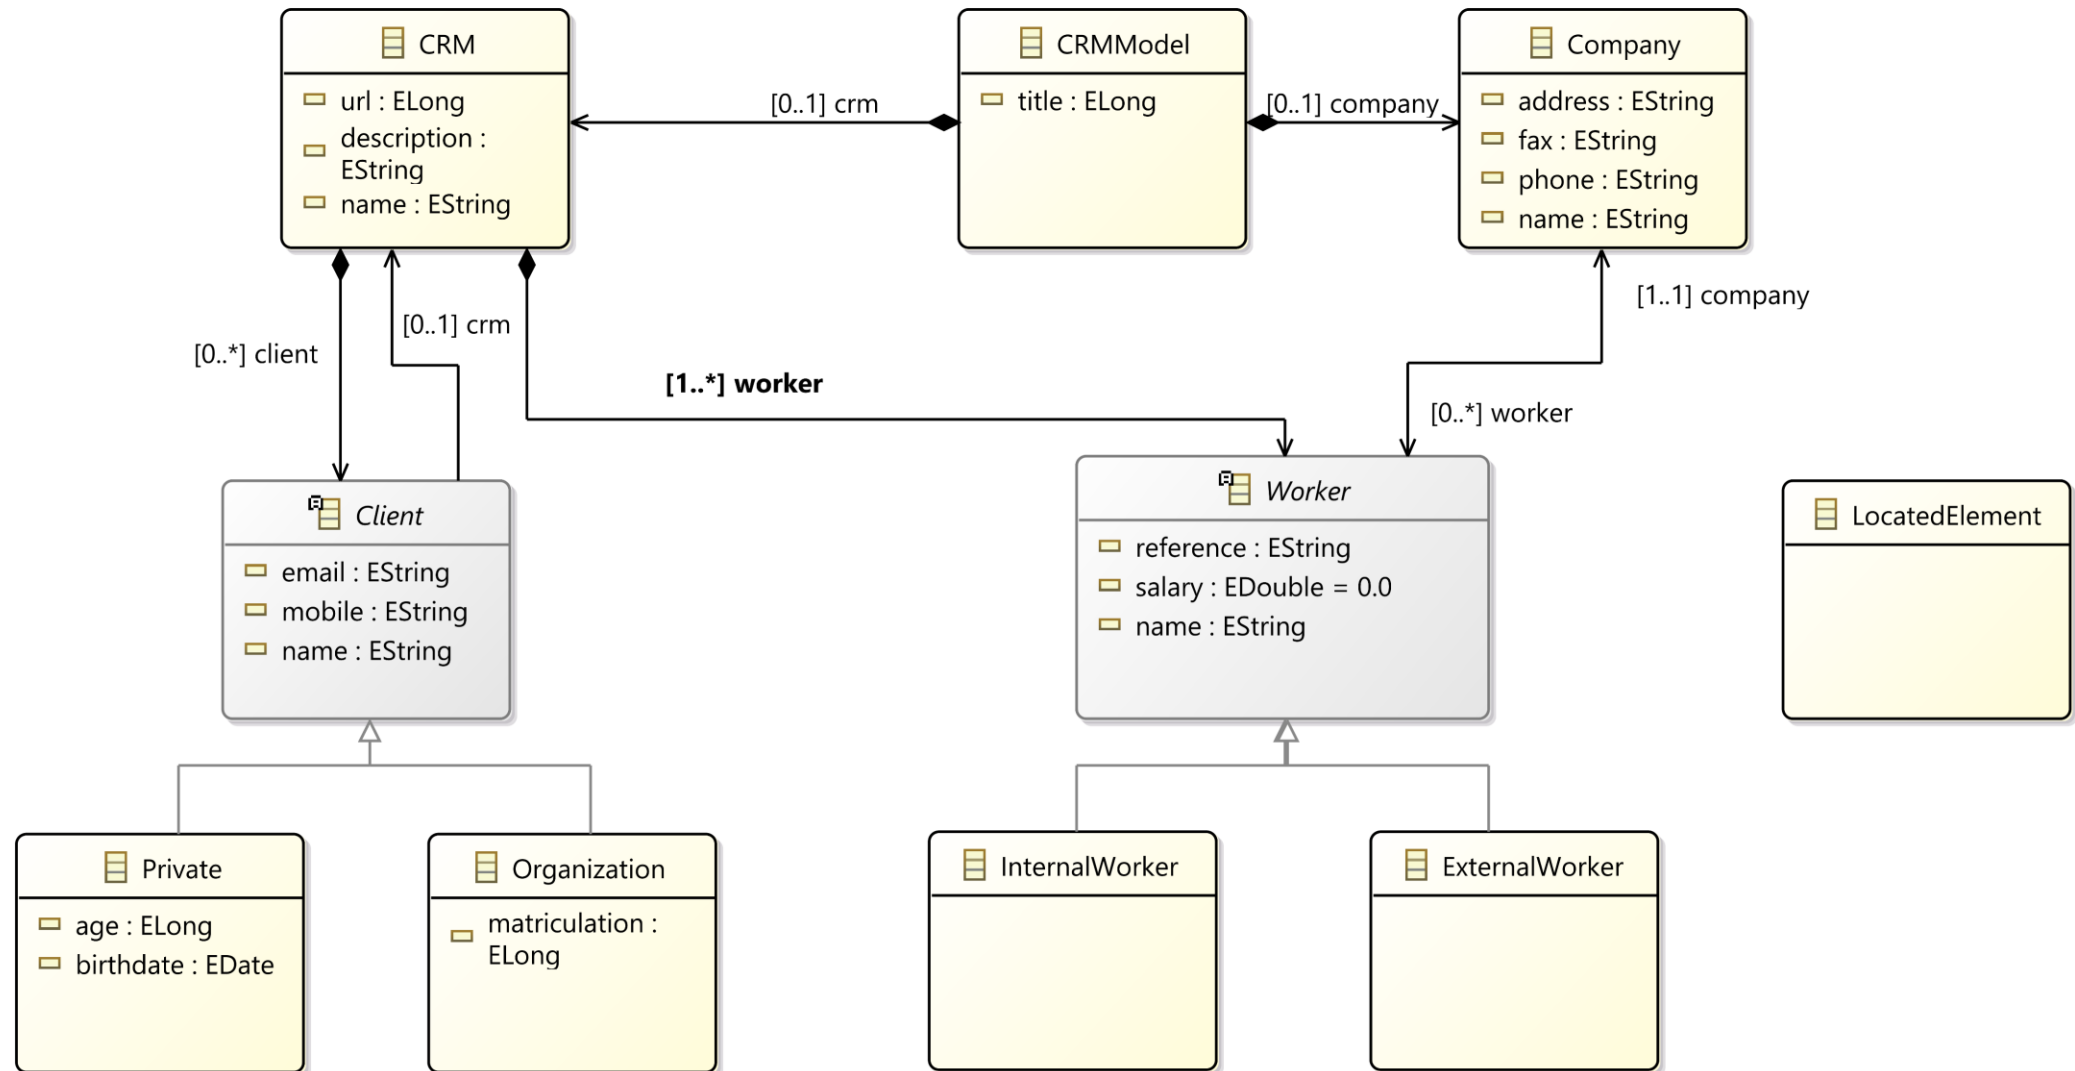 CRM
url : ELong
description :
EString
name : EString
[0..1] crm
CRMModel
title : ELong
[0..1] company
Company
address : EString
fax : EString
phone : EString
name : EString
[0..*] client
[0..1] crm
[1..*] worker
[1..1] company
[0..*] worker
Client
email : EString
mobile : EString
name : EString
Worker
reference : EString
salary : EDouble = 0.0
name : EString
LocatedElement
Private
age : ELong
birthdate : EDate
Organization
matriculation :
ELong
InternalWorker
ExternalWorker